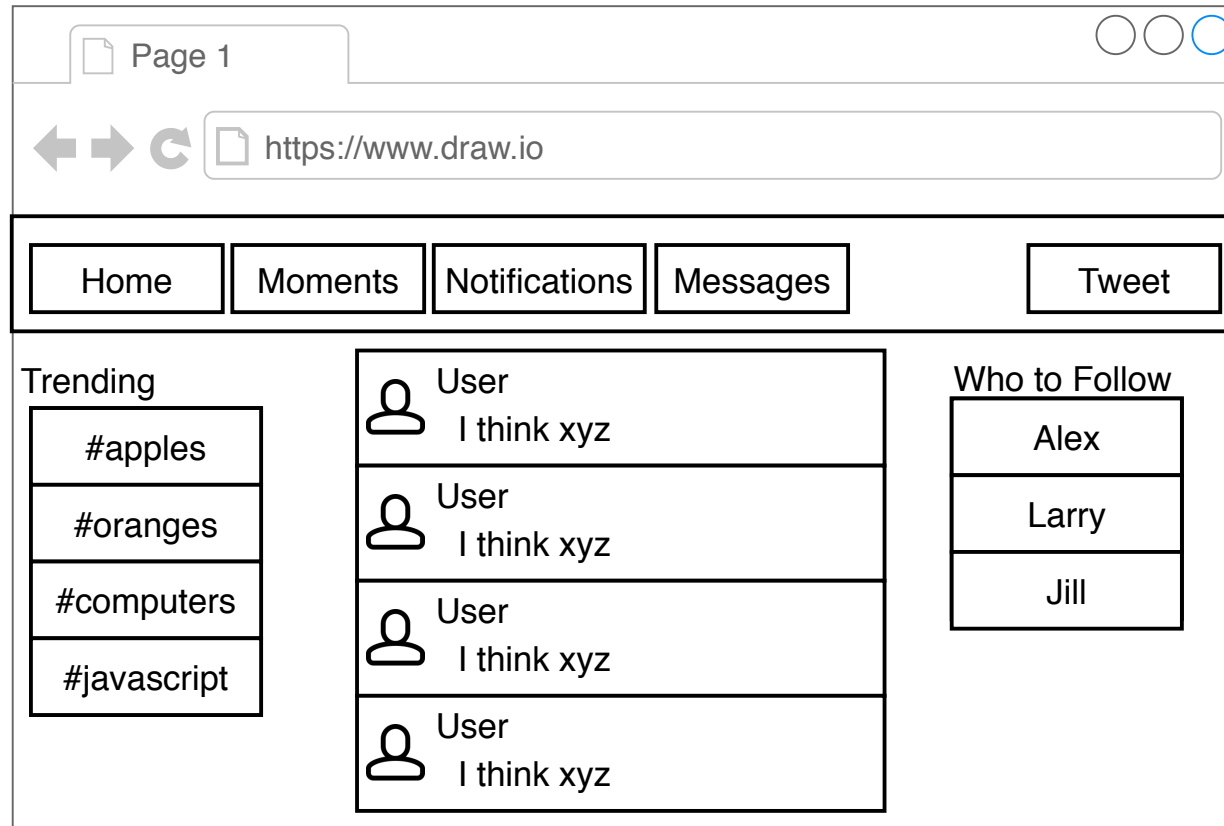 Page 1
https://www.draw.io
Home
Moments
Notifications
Messages
Tweet
Trending
#apples
#oranges
#computers
#javascript
User
I think xyz
User
I think xyz
User
I think xyz
User
I think xyz
Who to Follow
Alex
Larry
Jill